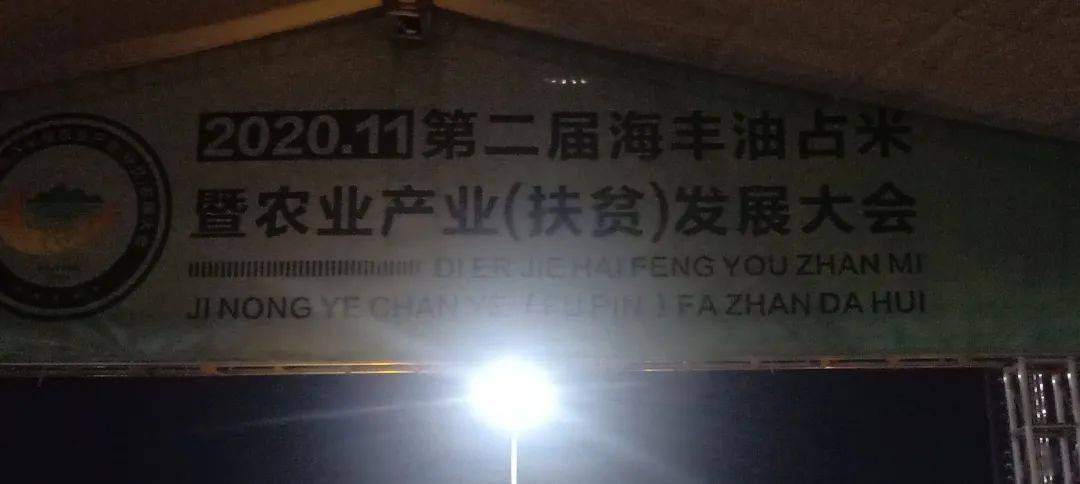 2020.11第二届海丰油占米
暨农业产业(扶贫)发展大会
DI ER JIE HAI FENG YOU ZHAN MI
JI NONG YE CHAN YE (FU PIN) FA ZHAN DA HUI